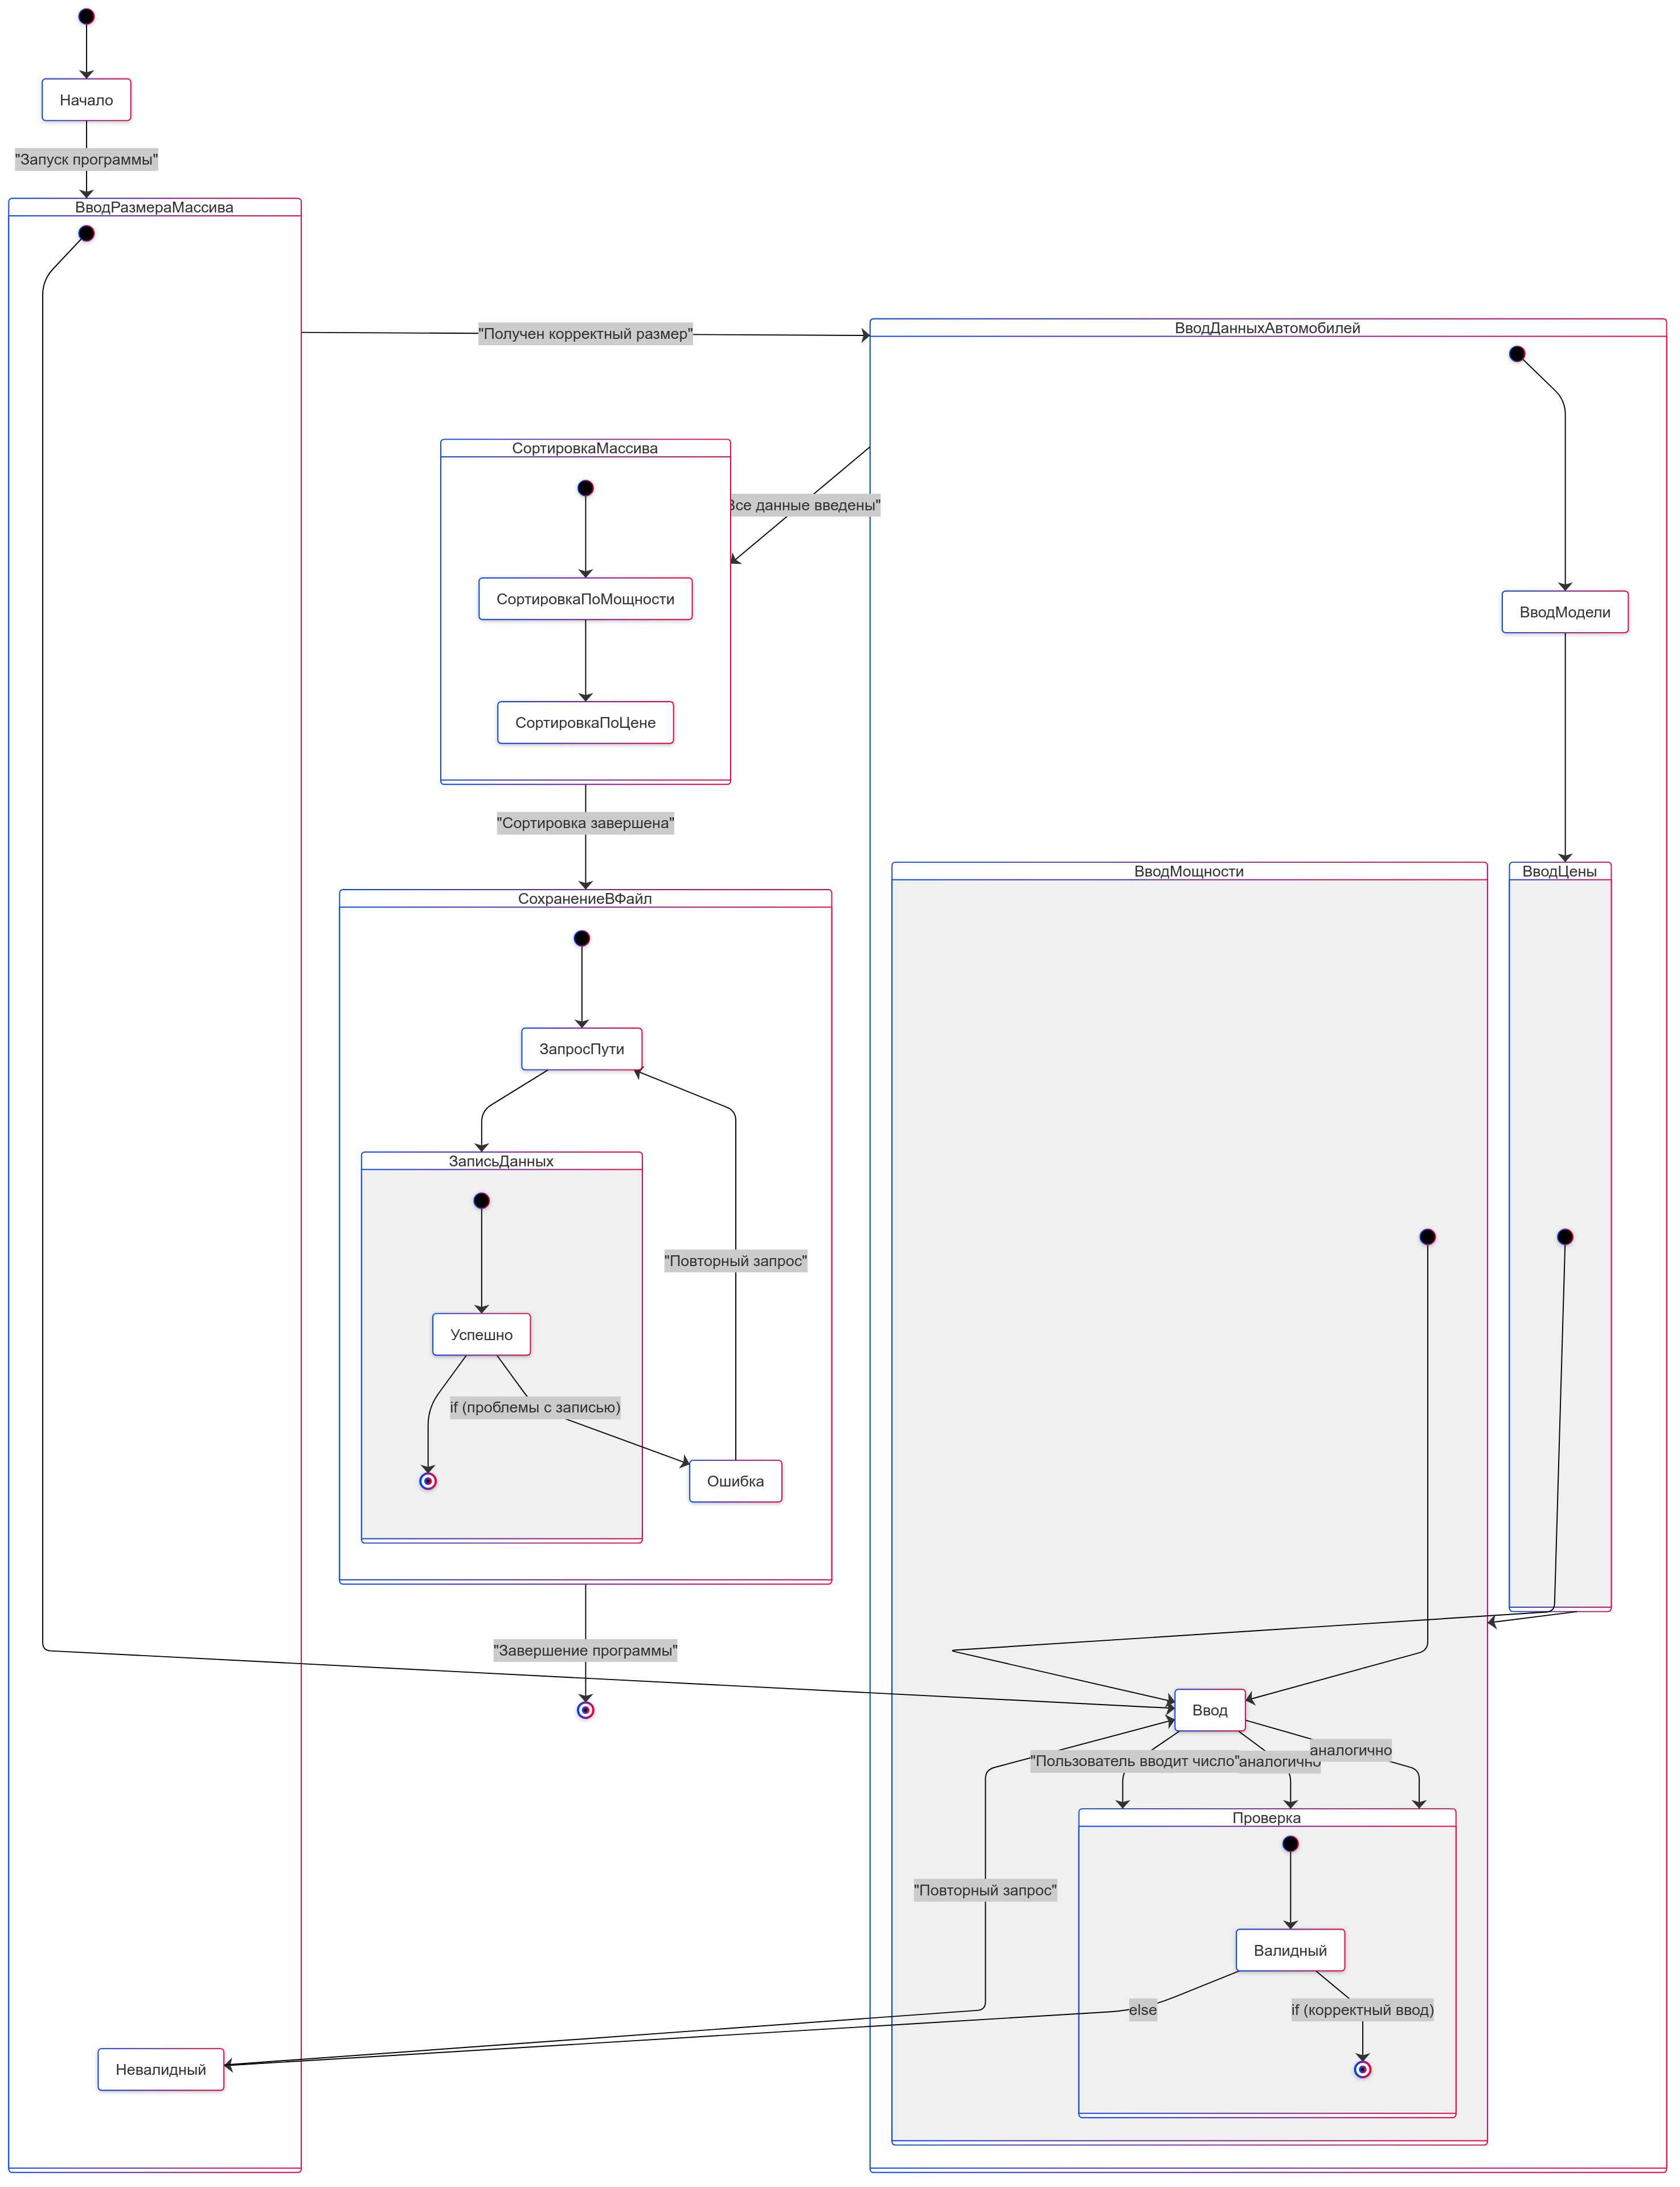 Начало
"Запуск программы"
ВводРазмераМассива
"Получен корректный размер"
ВводДанныхАвтомобилей
СортировкаМассива
Все данные введены"
СортировкаПоМощности
ВводМодели
СортировкаПоЦене
"Сортировка завершена"
ВводМощности
ВводЦены
СохранениеВФайл
ЗапросПути
ЗаписьДанных
"Повторный запрос"
Успешно
if (проблемы с записью)
Ошибка
"Завершение программы"
Ввод
"Пользователь вводит число"
аналогично
аналогично
Проверка
"Повторный запрос"
Валидный
else
if (корректный ввод)
Невалидный